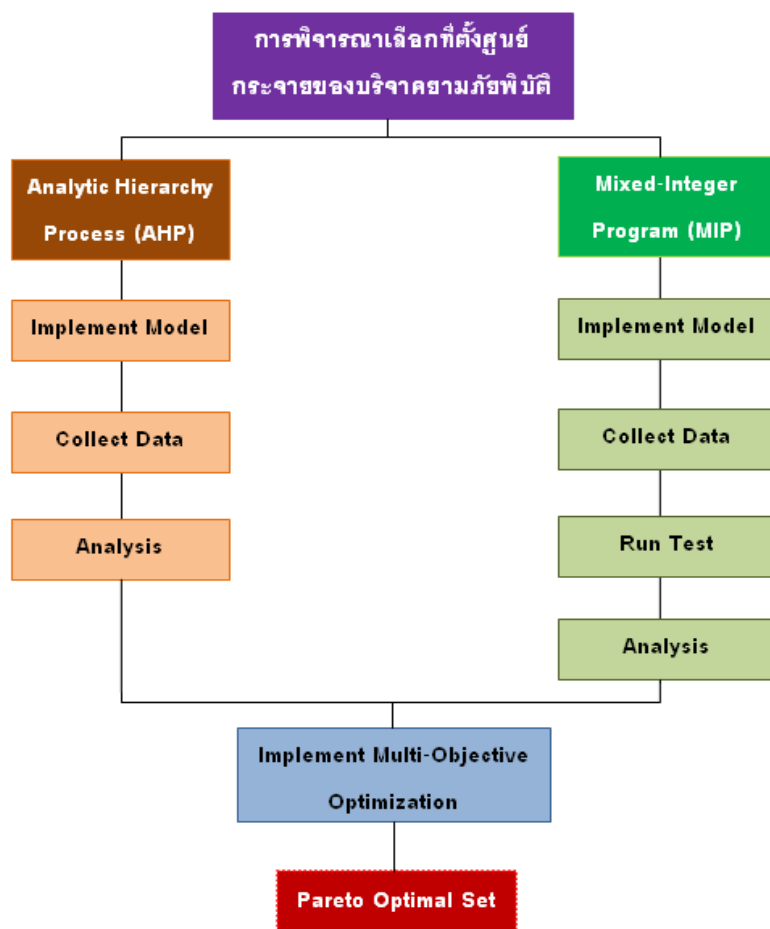 การพิจารณาเลือกที่ตั้งศูนย์
กระจายของบริจาคยามภัยพิบัติ
Analytic Hierarchy
Process (AHP)
Implement Model
Collect Data
Analysis
Mixed-Integer
Program (MIP)
Implement Model
Collect Data
Run Test
Analysis
Implement Multi-Objective
Optimization
Pareto Optimal Set